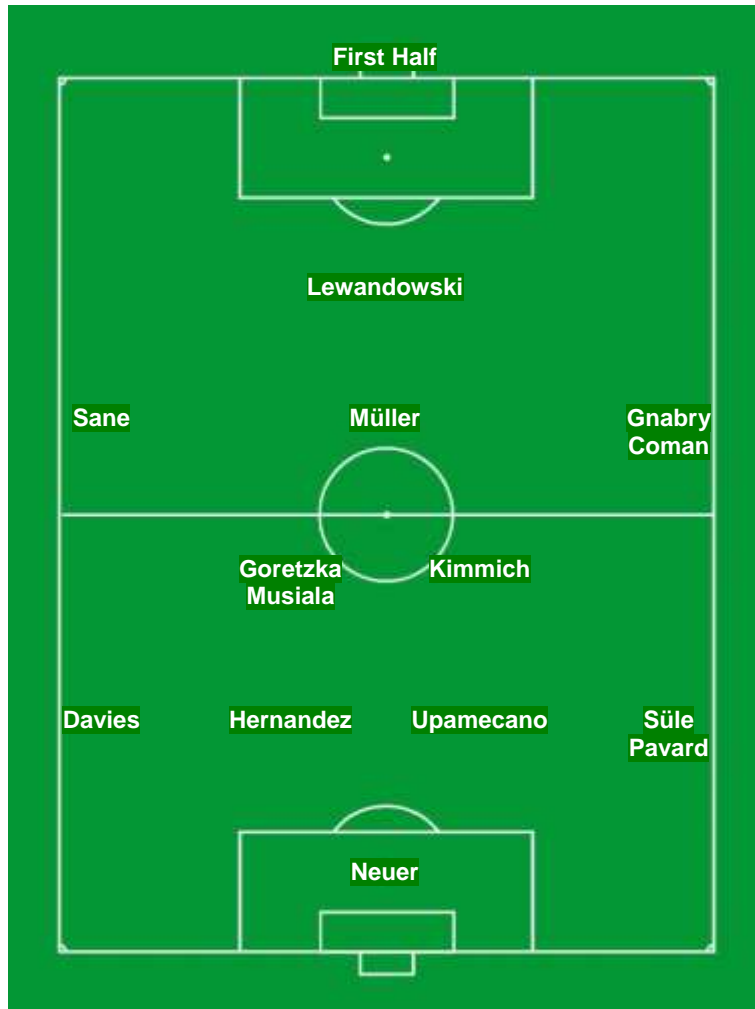 First Half
Lewandowski
Sane Müller Gnabry
Coman
Goretzka Kimmich
Musiala
Davies Hernandez Upamecano Süle
Pavard
Neuer